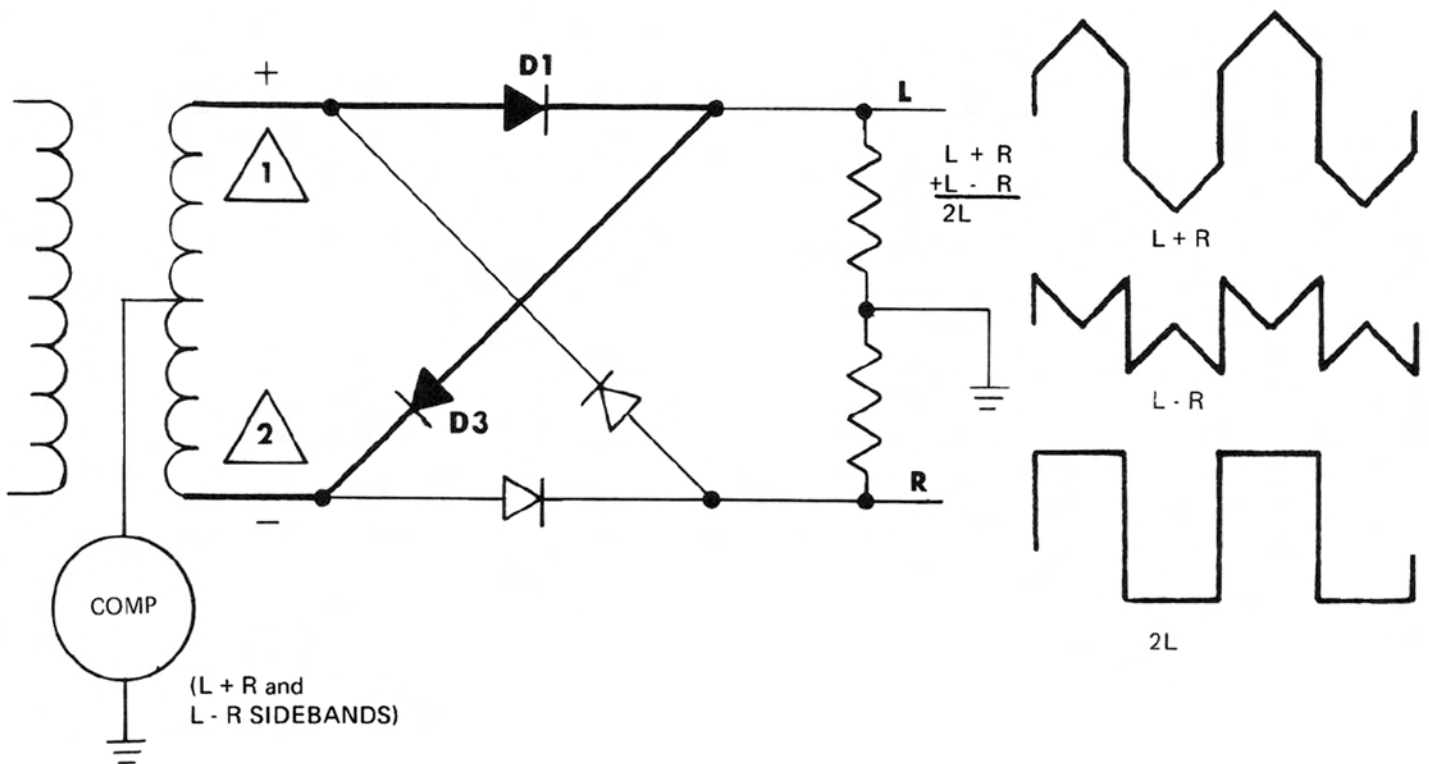 +
D1
L
1
L + R
+L - R
2L
L + R
L - R
D3
2
R
−
COMP
2L
(L + R and
L - R SIDEBANDS)